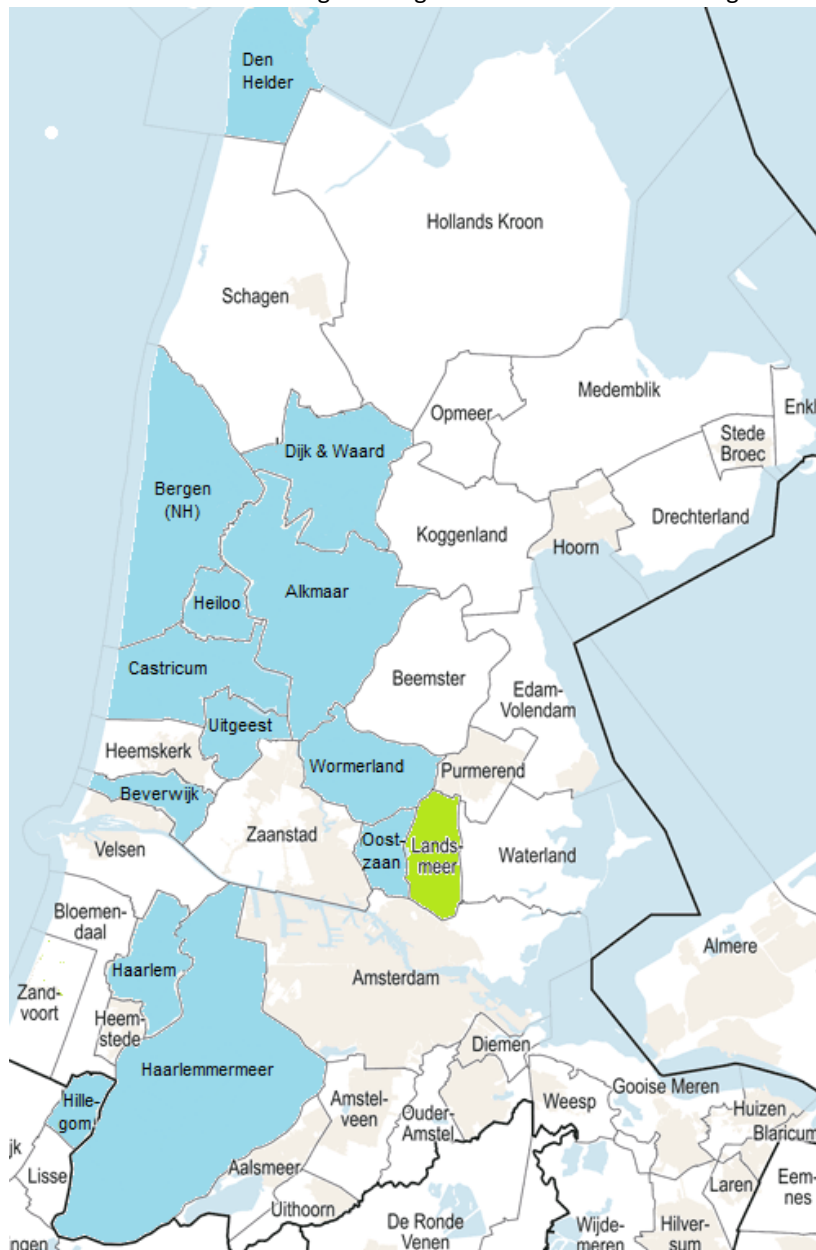 Den
Helder
Hollands Kroon
Schagen
Medemblik
Opmeer
Enkl
Stede
Broec
Dijk & Waard
Bergen
(NH)
Drechterland
Koggenland
Hoorn
Alkmaar
Heiloo
Castricum
Beemster
Edam-
Volendam
Uitgeest
Heemskerk
Wormerland
Purmerend
Beverwijk
Zaanstad
Oost-
zaan
Lands-
meer
Velsen
Waterland
Bloemen-
daal
Almere
Haarlem
Amsterdam
Zand-
voort
Heem-
stede
Diemen
Haarlemmermeer
Gooise Meren
Hille-
gom
Amstel-
veen
Ouder-
Amstel
Weesp
Huizen
Blaricum
jk
Lisse
Aalsmeer
Laren
Eem-
nes
Uithoorn
De Ronde
Venen
Wijde-
meren
Hilver-
sum
ngen